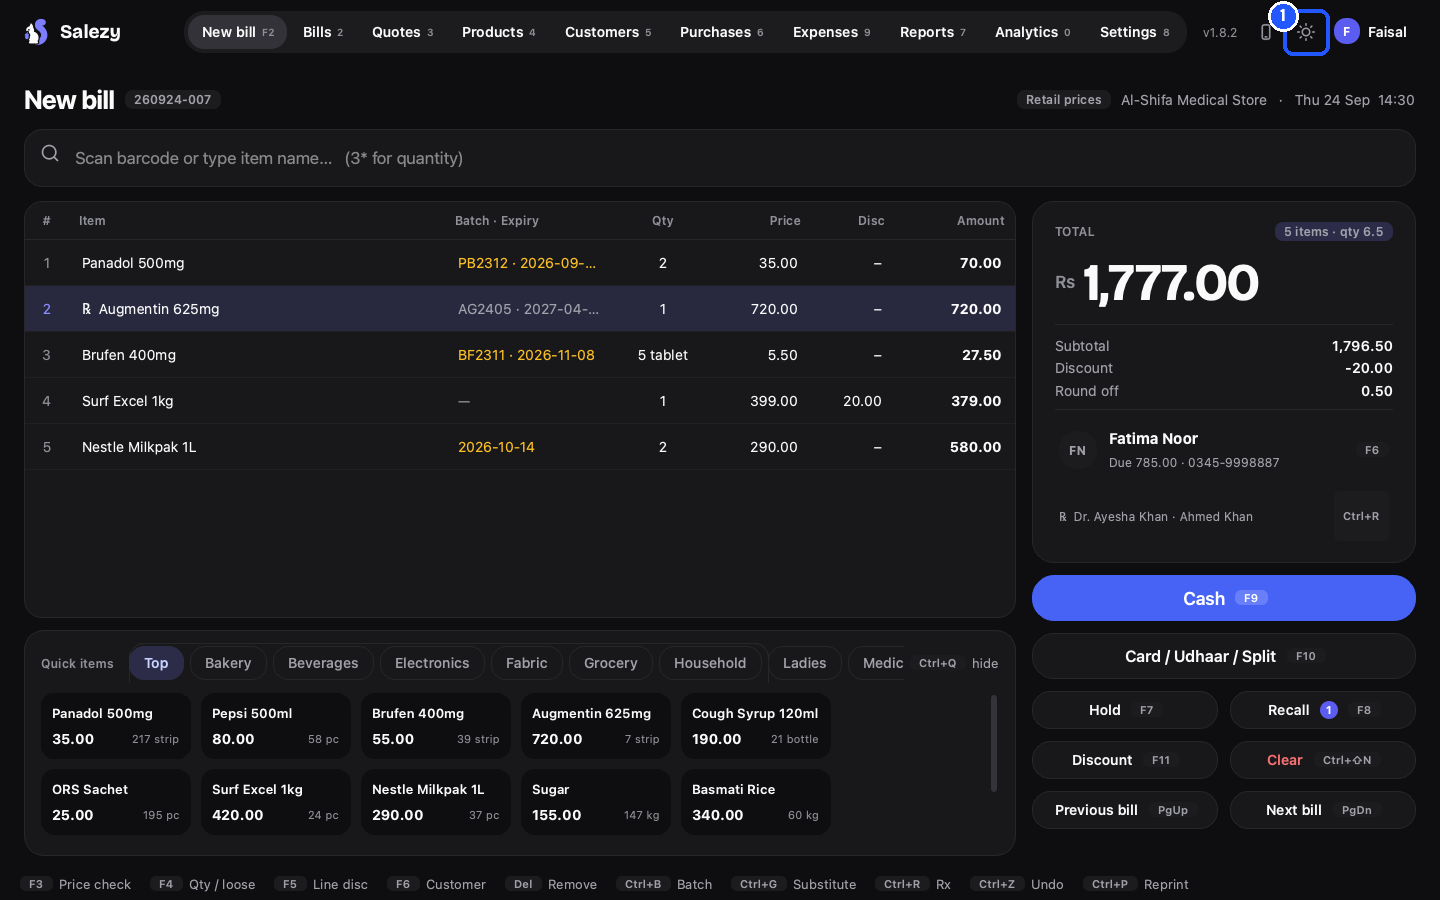 Salezy
New bill F2 Bills 2 Quotes 3 Products 4 Customers 5 Purchases 6 Expenses 9 Reports 7 Analytics 0 Settings 8
v1.8.2 1 F Faisal
New bill 260924-007
Retail prices Al-Shifa Medical Store · Thu 24 Sep 14:30
Scan barcode or type item name... (3* for quantity)
# Item Batch · Expiry Qty Price Disc Amount
1 Panadol 500mg PB2312 · 2026-09-... 2 35.00 – 70.00
2 ℞ Augmentin 625mg AG2405 · 2027-04-... 1 720.00 – 720.00
3 Brufen 400mg BF2311 · 2026-11-08 5 tablet 5.50 – 27.50
4 Surf Excel 1kg — 1 399.00 20.00 379.00
5 Nestle Milkpak 1L 2026-10-14 2 290.00 – 580.00
TOTAL 5 items · qty 6.5
Rs 1,777.00
Subtotal 1,796.50
Discount -20.00
Round off 0.50
FN Fatima Noor F6
Due 785.00 · 0345-9998887
℞ Dr. Ayesha Khan · Ahmed Khan Ctrl+R
Cash F9
Card / Udhaar / Split F10
Hold F7 Recall 1 F8
Discount F11 Clear Ctrl+⇧N
Previous bill PgUp Next bill PgDn
Quick items Top Bakery Beverages Electronics Fabric Grocery Household Ladies Medic Ctrl+Q hide
Panadol 500mg Pepsi 500ml Brufen 400mg Augmentin 625mg Cough Syrup 120ml
35.00 217 strip 80.00 58 pc 55.00 39 strip 720.00 7 strip 190.00 21 bottle
ORS Sachet Surf Excel 1kg Nestle Milkpak 1L Sugar Basmati Rice
25.00 195 pc 420.00 24 pc 290.00 37 pc 155.00 147 kg 340.00 60 kg
F3 Price check F4 Qty / loose F5 Line disc F6 Customer Del Remove Ctrl+B Batch Ctrl+G Substitute Ctrl+R Rx Ctrl+Z Undo Ctrl+P Reprint